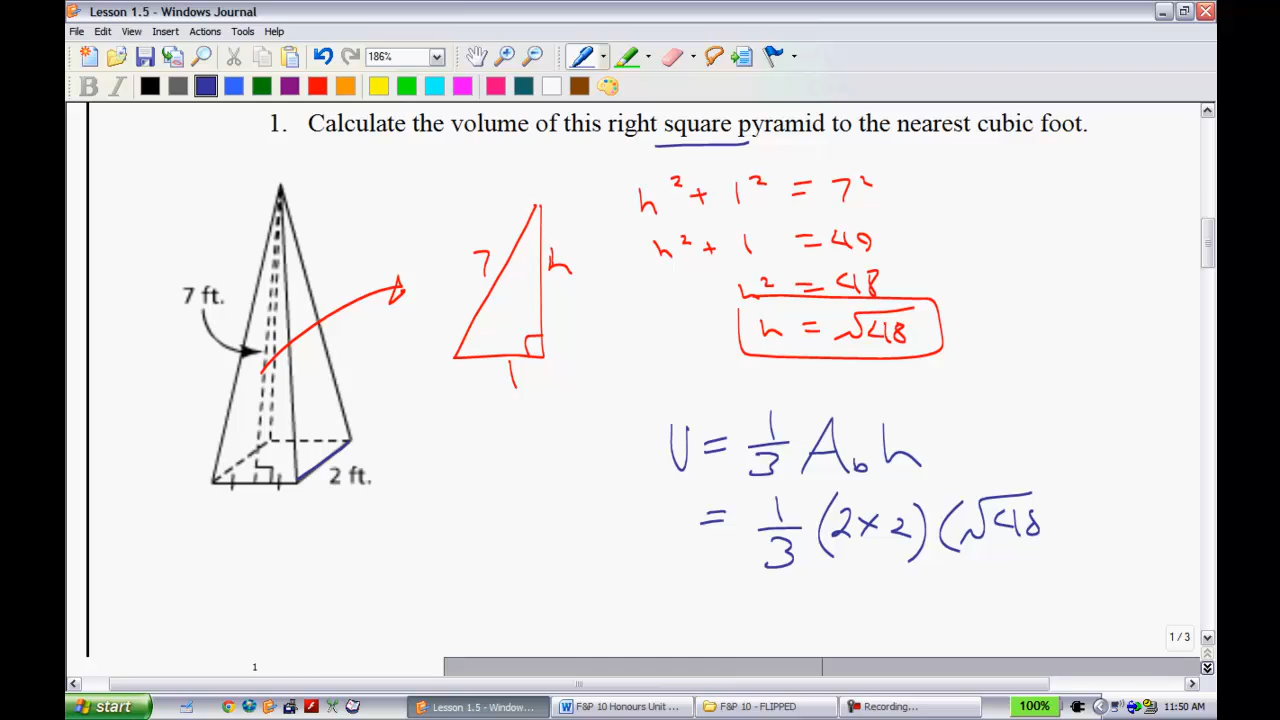 Lesson 1.5 - Windows Journal
File Edit View Insert Actions Tools Help
186%
B I
1. Calculate the volume of this right square pyramid to the nearest cubic foot.
h² + 1² = 7²
h² + 1 = 49
h² = 48
h = √48
7 h
1
7 ft.
2 ft.
V = 1/3 A_b h
= 1/3 (2 × 2) (√48
1 / 3
1
start
Lesson 1.5 - Window...
F&P 10 Honours Unit ...
F&P 10 - FLIPPED
Recording...
100%
11:50 AM